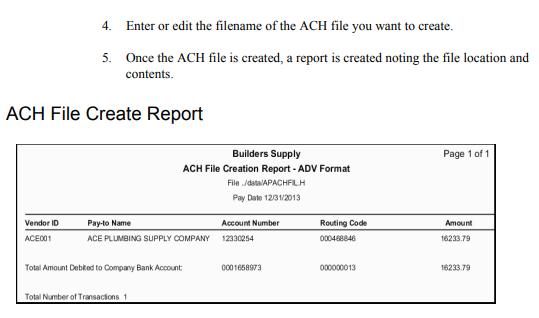 4. Enter or edit the filename of the ACH file you want to create.
5. Once the ACH file is created, a report is created noting the file location and
contents.
ACH File Create Report
Builders Supply Page 1 of 1
ACH File Creation Report - ADV Format
File ../data/APACHFIL.H
Pay Date 12/31/2013
Vendor ID Pay-to Name Account Number Routing Code Amount
ACE001 ACE PLUMBING SUPPLY COMPANY 12330254 000468846 16233.79
Total Amount Debited to Company Bank Account: 0001658973 000000013 16233.79
Total Number of Transactions 1